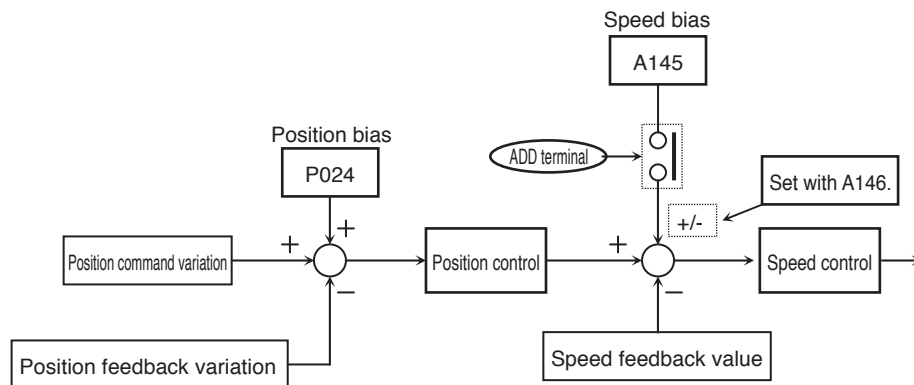 Speed bias
A145
Position bias
ADD terminal
P024
Set with A146.
+/-
+
+
+
Position command variation
Position control
Speed control
−
−
Position feedback variation
Speed feedback value